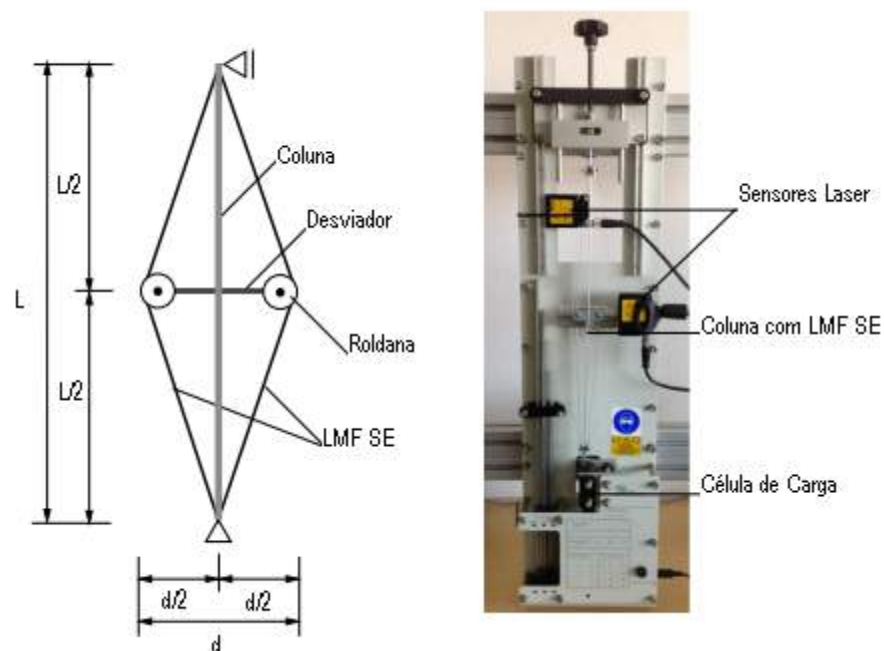 Coluna
L/2
Desviador
L
Roldana
L/2
LMF SE
d/2
d/2
d
Sensores Laser
Coluna com LMF SE
Célula de Carga